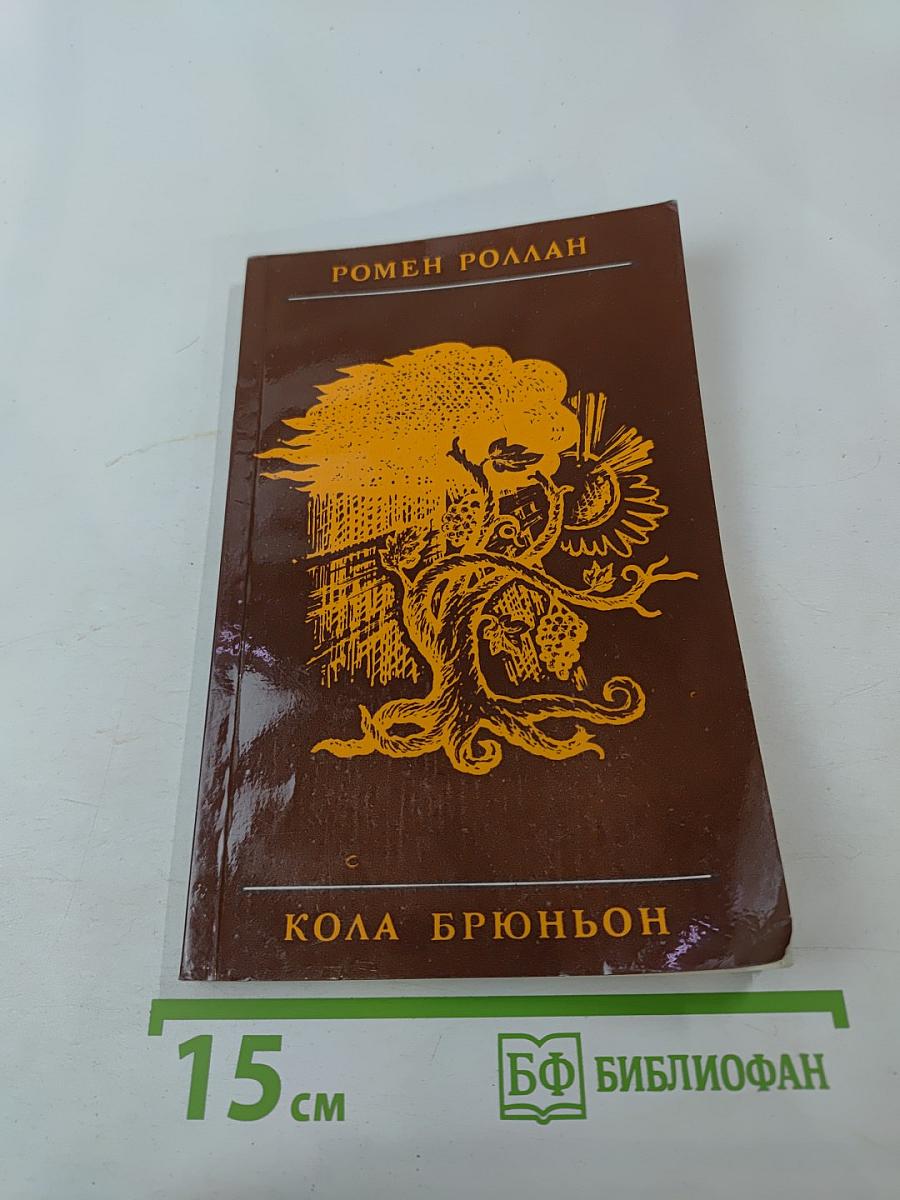 РОМЕН РОЛЛАН
КОЛА БРЮНЬОН
15 см
БФ БИБЛИОФАН